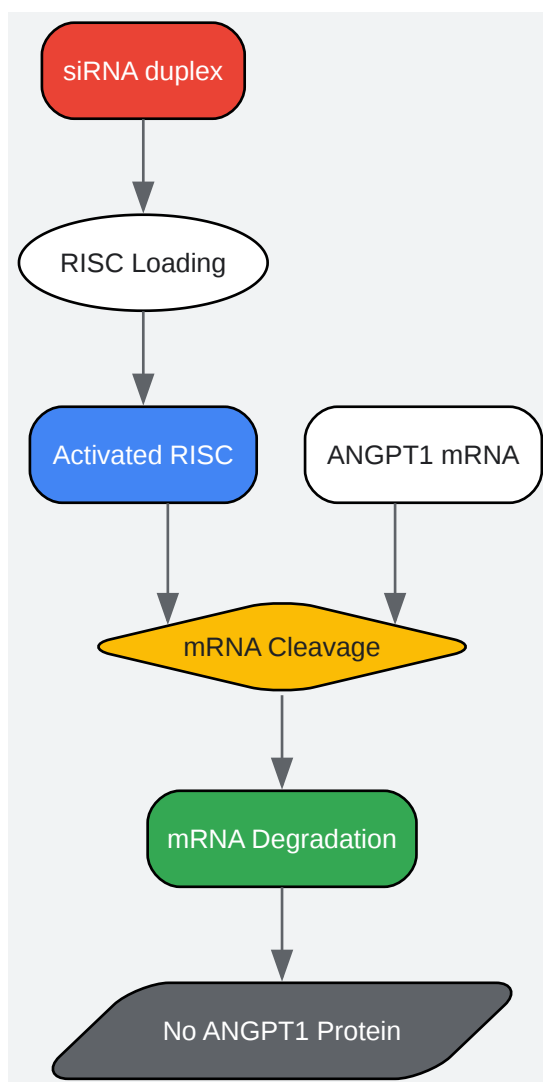 siRNA duplex
RISC Loading
Activated RISC
ANGPT1 mRNA
mRNA Cleavage
mRNA Degradation
No ANGPT1 Protein